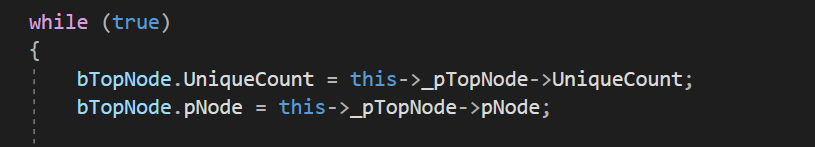 while (true)
{
bTopNode.UniqueCount = this->_pTopNode->UniqueCount;
bTopNode.pNode = this->_pTopNode->pNode;